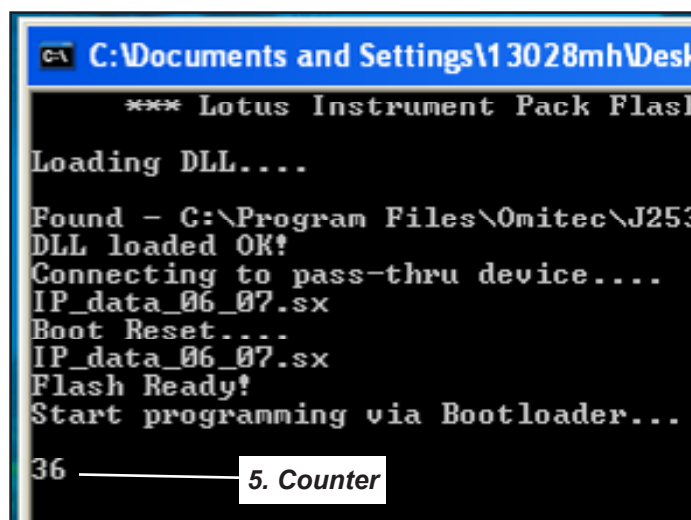 C:\Documents and Settings\13028mh\Desk
*** Lotus Instrument Pack Flash
Loading DLL....
Found - C:\Program Files\Omitec\J253
DLL loaded OK!
Connecting to pass-thru device....
IP_data_06_07.sx
Boot Reset....
IP_data_06_07.sx
Flash Ready!
Start programming via Bootloader...
36
5. Counter